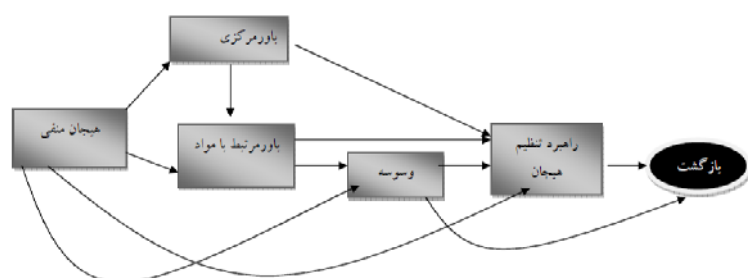 باورمرکزی
هیجان منفی
باورمرتبط با مواد
وسوسه
راهبرد تنظیم
هیجان
بازگشت